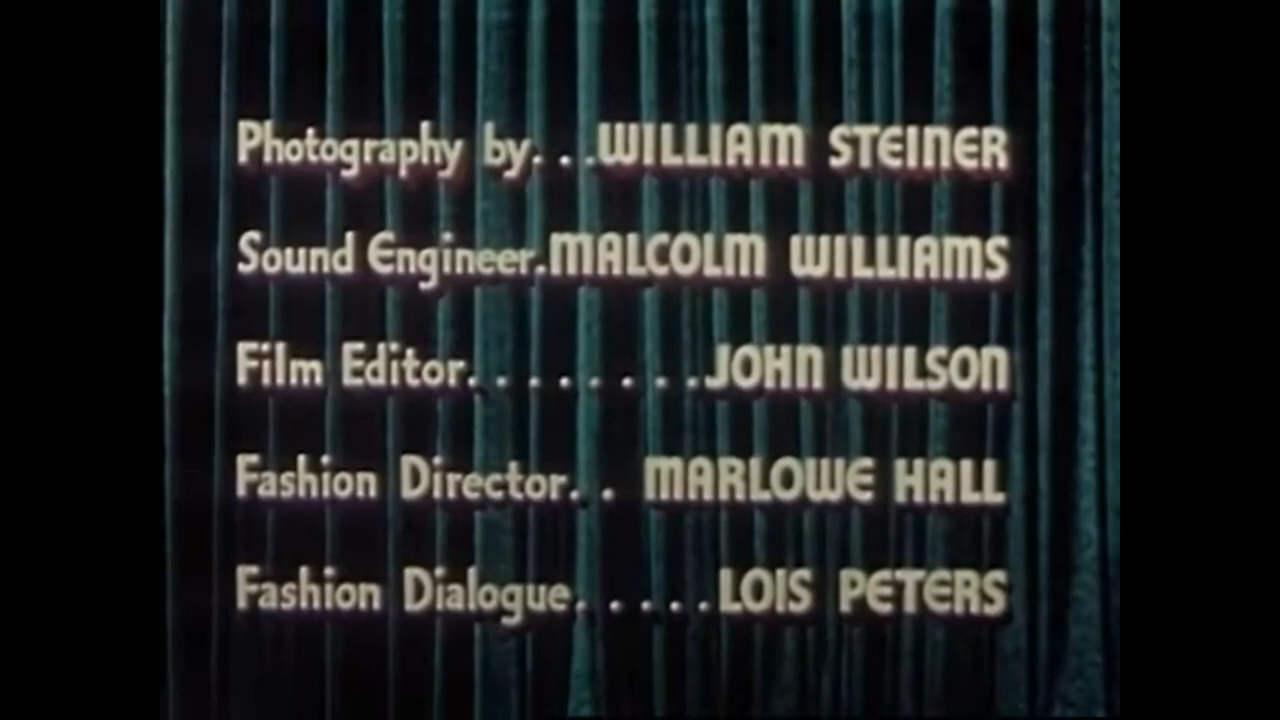 Photography by. . .WILLIAM STEINER
Sound Engineer.MALCOLM WILLIAMS
Film Editor. . . . . . . .JOHN WILSON
Fashion Director. . MARLOWE HALL
Fashion Dialogue. . . . .LOIS PETERS